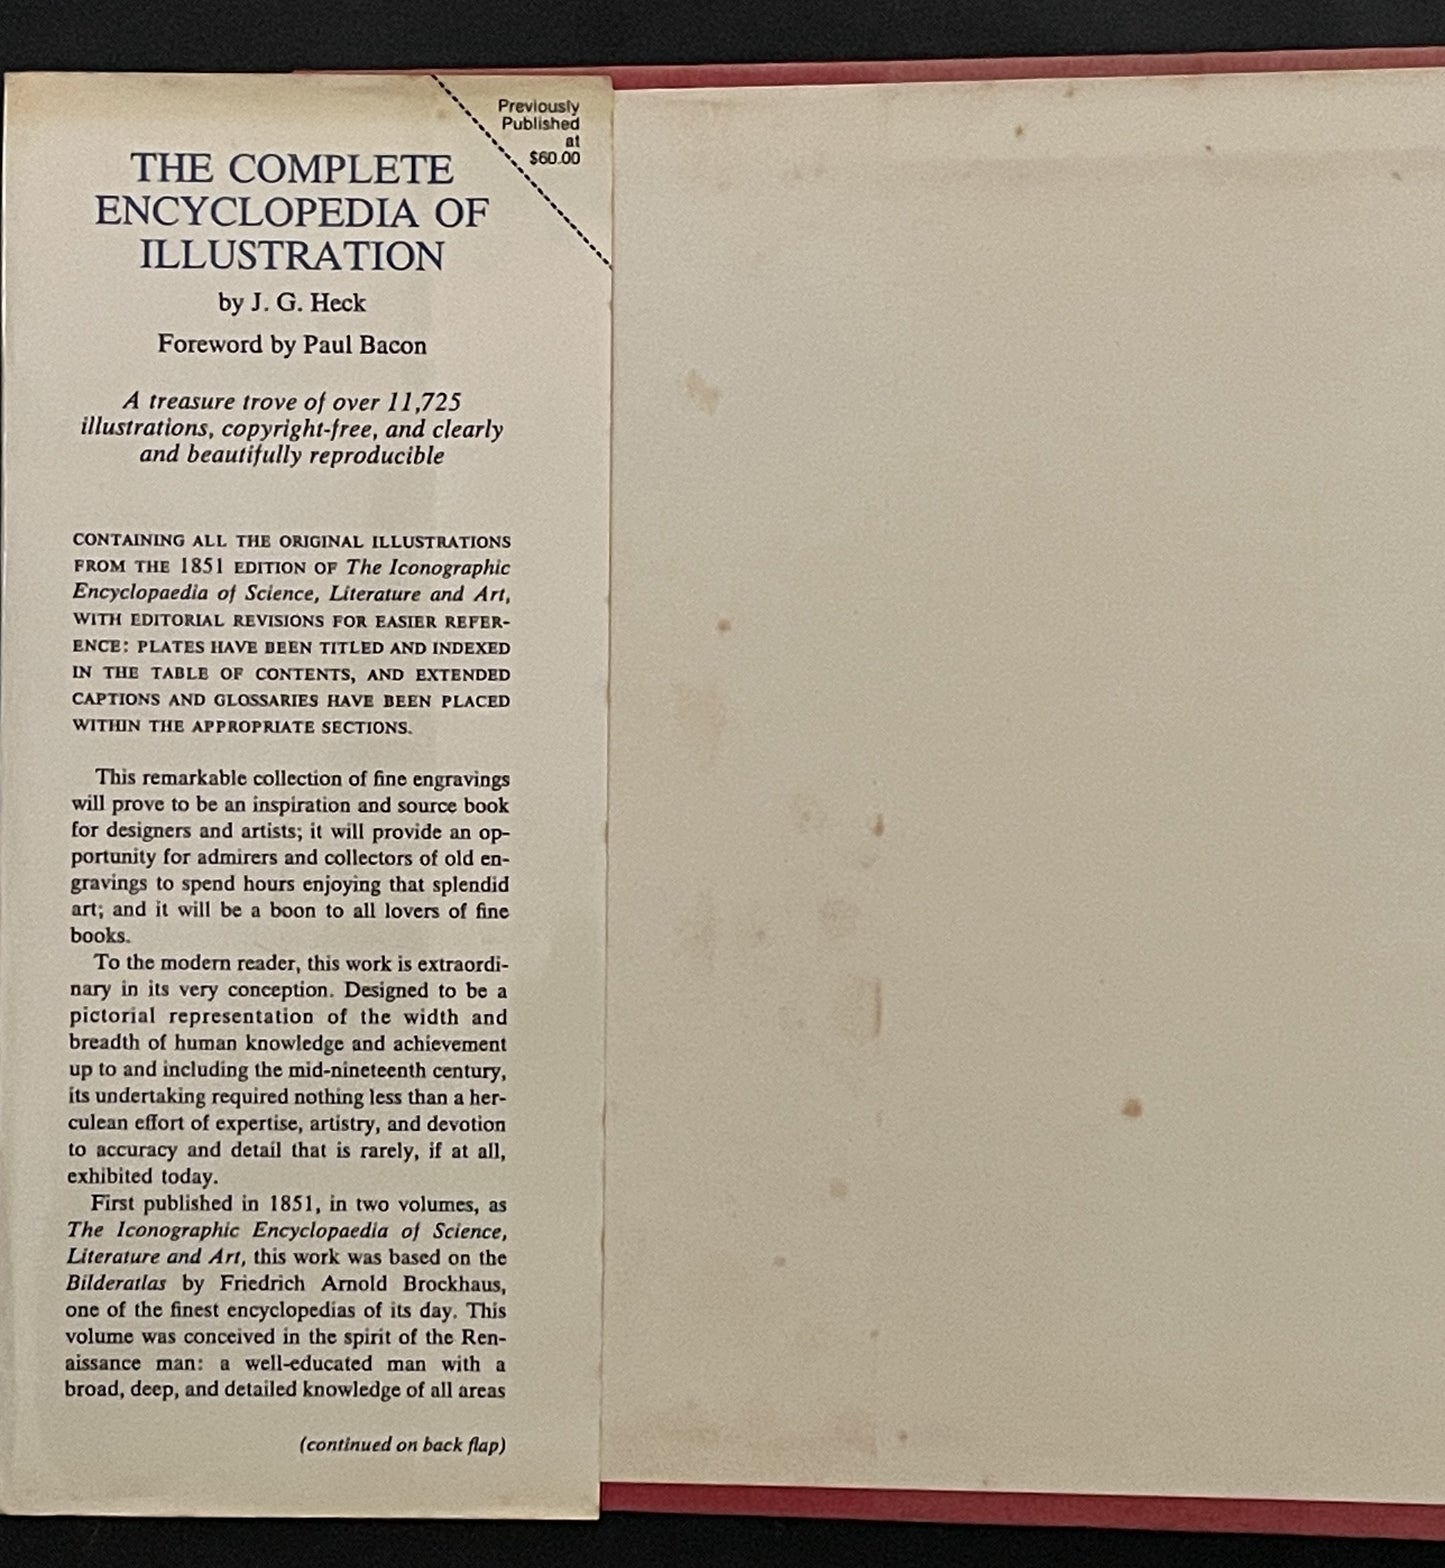 Previously
Published
at
$60.00
THE COMPLETE
ENCYCLOPEDIA OF
ILLUSTRATION
by J. G. Heck
Foreword by Paul Bacon
A treasure trove of over 11,725
illustrations, copyright-free, and clearly
and beautifully reproducible
CONTAINING ALL THE ORIGINAL ILLUSTRATIONS
FROM THE 1851 EDITION OF The Iconographic
Encyclopaedia of Science, Literature and Art,
WITH EDITORIAL REVISIONS FOR EASIER REFER-
ENCE: PLATES HAVE BEEN TITLED AND INDEXED
IN THE TABLE OF CONTENTS, AND EXTENDED
CAPTIONS AND GLOSSARIES HAVE BEEN PLACED
WITHIN THE APPROPRIATE SECTIONS.
This remarkable collection of fine engravings
will prove to be an inspiration and source book
for designers and artists; it will provide an op-
portunity for admirers and collectors of old en-
gravings to spend hours enjoying that splendid
art; and it will be a boon to all lovers of fine
books.
To the modern reader, this work is extraordi-
nary in its very conception. Designed to be a
pictorial representation of the width and
breadth of human knowledge and achievement
up to and including the mid-nineteenth century,
its undertaking required nothing less than a her-
culean effort of expertise, artistry, and devotion
to accuracy and detail that is rarely, if at all,
exhibited today.
First published in 1851, in two volumes, as
The Iconographic Encyclopaedia of Science,
Literature and Art, this work was based on the
Bilderatlas by Friedrich Arnold Brockhaus,
one of the finest encyclopedias of its day. This
volume was conceived in the spirit of the Ren-
aissance man: a well-educated man with a
broad, deep, and detailed knowledge of all areas
(continued on back flap)